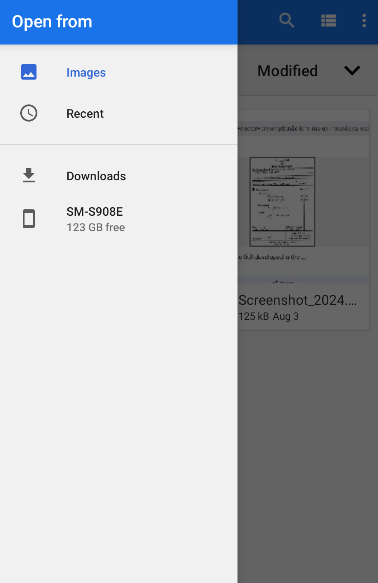 Open from
Images
Recent
Downloads
SM-S908E
123 GB free
Modified
Screenshot_2024....
125 kB Aug 3